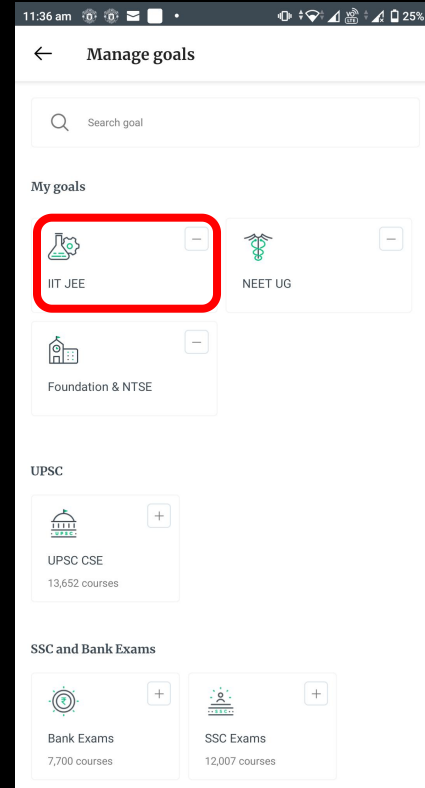 11:36 am 25%
Manage goals
Search goal
My goals
IIT JEE
NEET UG
Foundation & NTSE
UPSC
UPSC
UPSC CSE
13,652 courses
SSC and Bank Exams
SSC
Bank Exams
SSC Exams
7,700 courses
12,007 courses